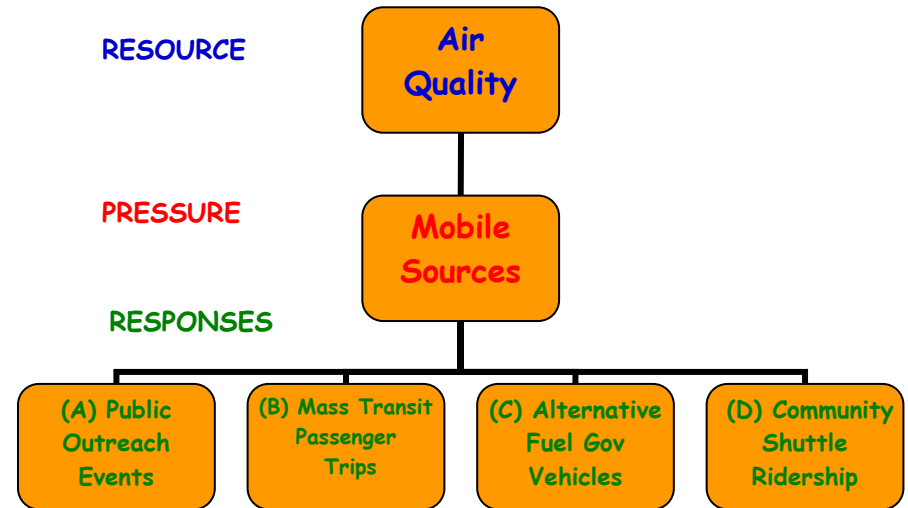 RESOURCE
Air
Quality
PRESSURE
Mobile
Sources
RESPONSES
(A) Public
Outreach
Events
(B) Mass Transit
Passenger
Trips
(C) Alternative
Fuel Gov
Vehicles
(D) Community
Shuttle
Ridership